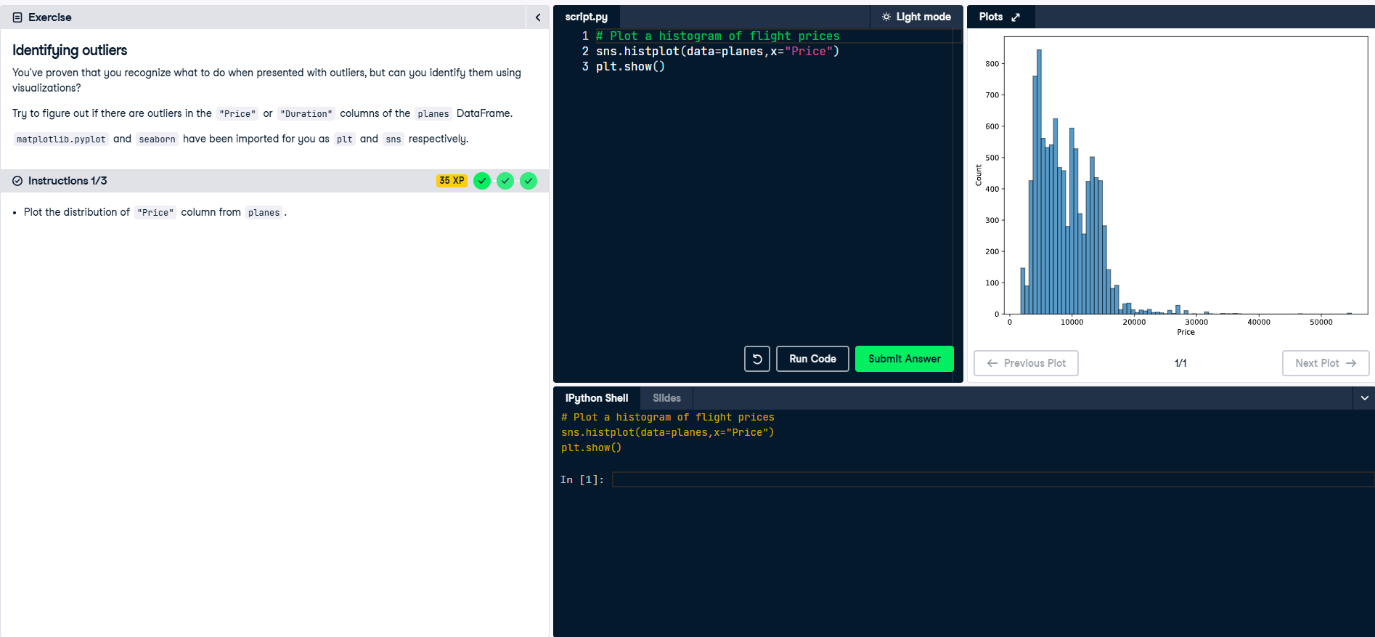 Exercise
Identifying outliers
You've proven that you recognize what to do when presented with outliers, but can you identify them using
visualizations?
Try to figure out if there are outliers in the "Price" or "Duration" columns of the planes DataFrame.
matplotlib.pyplot and seaborn have been imported for you as plt and sns respectively.
Instructions 1/3
35 XP
Plot the distribution of "Price" column from planes.
script.py
Light mode
1 # Plot a histogram of flight prices
2 sns.histplot(data=planes,x="Price")
3 plt.show()
Run Code
Submit Answer
Plots
800
700
600
500
400
300
200
100
0
Count
0 10000 20000 30000 40000 50000
Price
Previous Plot
1/1
Next Plot
IPython Shell
Slides
# Plot a histogram of flight prices
sns.histplot(data=planes,x="Price")
plt.show()
In [1]: